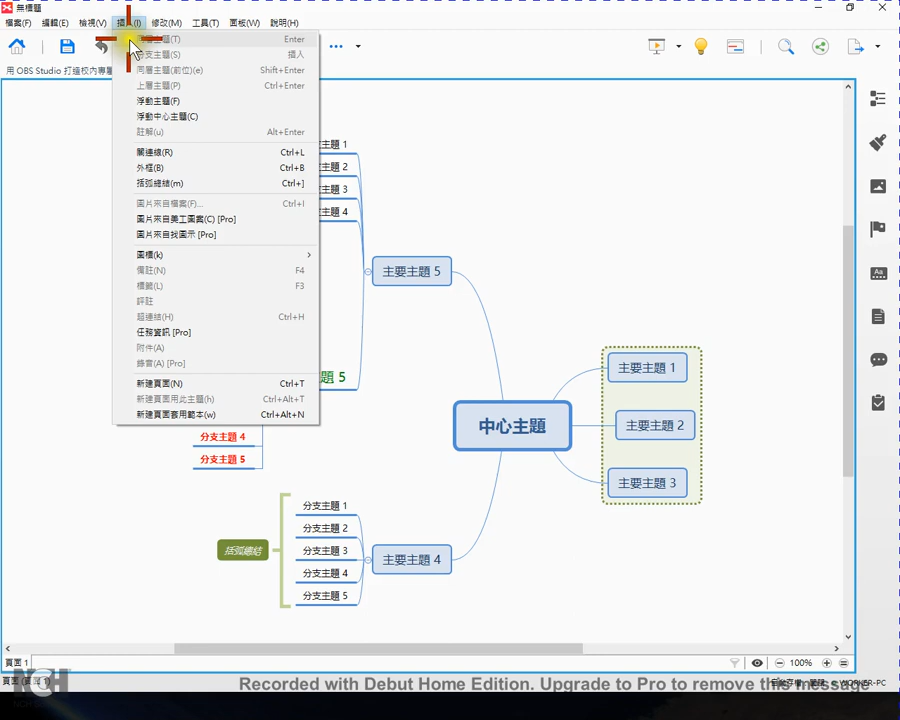 無標題
檔案(F) 編輯(E) 檢視(V) 插入(I) 修改(M) 工具(T) 面板(W) 說明(H)
用 OBS Studio 打造校內專
主題(T) Enter
分支主題(S) 插入
同層主題(前位)(e) Shift+Enter
上層主題(P) Ctrl+Enter
浮動主題(F)
浮動中心主題(C)
註解(u) Alt+Enter
關連線(R) Ctrl+L
外框(B) Ctrl+B
括弧總結(m) Ctrl+]
圖片來自檔案(F)... Ctrl+I
圖片來自美工圖案(C) [Pro]
圖片來自找圖示 [Pro]
圖標(k)
備註(N) F4
標籤(L) F3
評註
超連結(H) Ctrl+H
任務資訊 [Pro]
附件(A)
錄音(A) [Pro]
新建頁面(N) Ctrl+T
新建頁面用此主題(h) Ctrl+Alt+T
新建頁面套用範本(w) Ctrl+Alt+N
主題 1
主題 2
主題 3
主題 4
主要主題 5
題 5
分支主題 4
分支主題 5
中心主題
主要主題 1
主要主題 2
主要主題 3
分支主題 1
分支主題 2
分支主題 3
分支主題 4
分支主題 5
括弧總結
主要主題 4
頁面 1
100%
頁面 (頁面 1)
NCH
Recorded with Debut Home Edition. Upgrade to Pro to remove this message
WORKER-PC